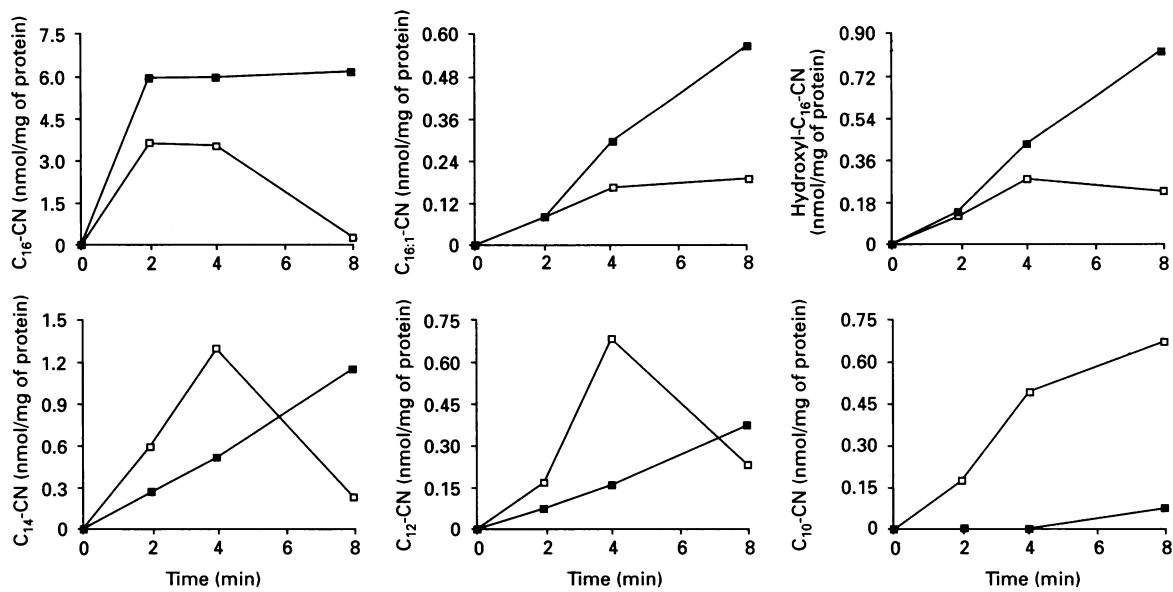 C16-CN (nmol/mg of protein)
7.5
6.0
4.5
3.0
1.5
0
0 2 4 6 8
C16:1-CN (nmol/mg of protein)
0.60
0.48
0.36
0.24
0.12
0
0 2 4 6 8
Hydroxyl-C16-CN
(nmol/mg of protein)
0.90
0.72
0.54
0.36
0.18
0
0 2 4 6 8
C14-CN (nmol/mg of protein)
1.5
1.2
0.9
0.6
0.3
0
0 2 4 6 8
Time (min)
C12-CN (nmol/mg of protein)
0.75
0.60
0.45
0.30
0.15
0
0 2 4 6 8
Time (min)
C10-CN (nmol/mg of protein)
0.75
0.60
0.45
0.30
0.15
0
0 2 4 6 8
Time (min)